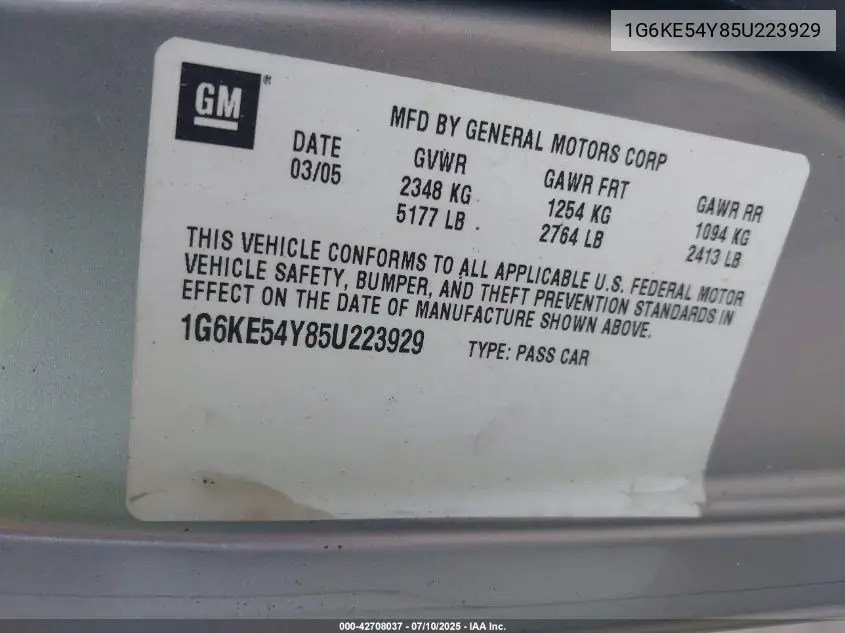 1G6KE54Y85U223929
GM®
MFD BY GENERAL MOTORS CORP
DATE GVWR GAWR FRT GAWR RR
03/05 2348 KG 1254 KG 1094 KG
5177 LB 2764 LB 2413 LB
THIS VEHICLE CONFORMS TO ALL APPLICABLE U.S. FEDERAL MOTOR
VEHICLE SAFETY, BUMPER, AND THEFT PREVENTION STANDARDS IN
EFFECT ON THE DATE OF MANUFACTURE SHOWN ABOVE.
1G6KE54Y85U223929 TYPE: PASS CAR
000-42708037 - 07/10/2025 - IAA Inc.